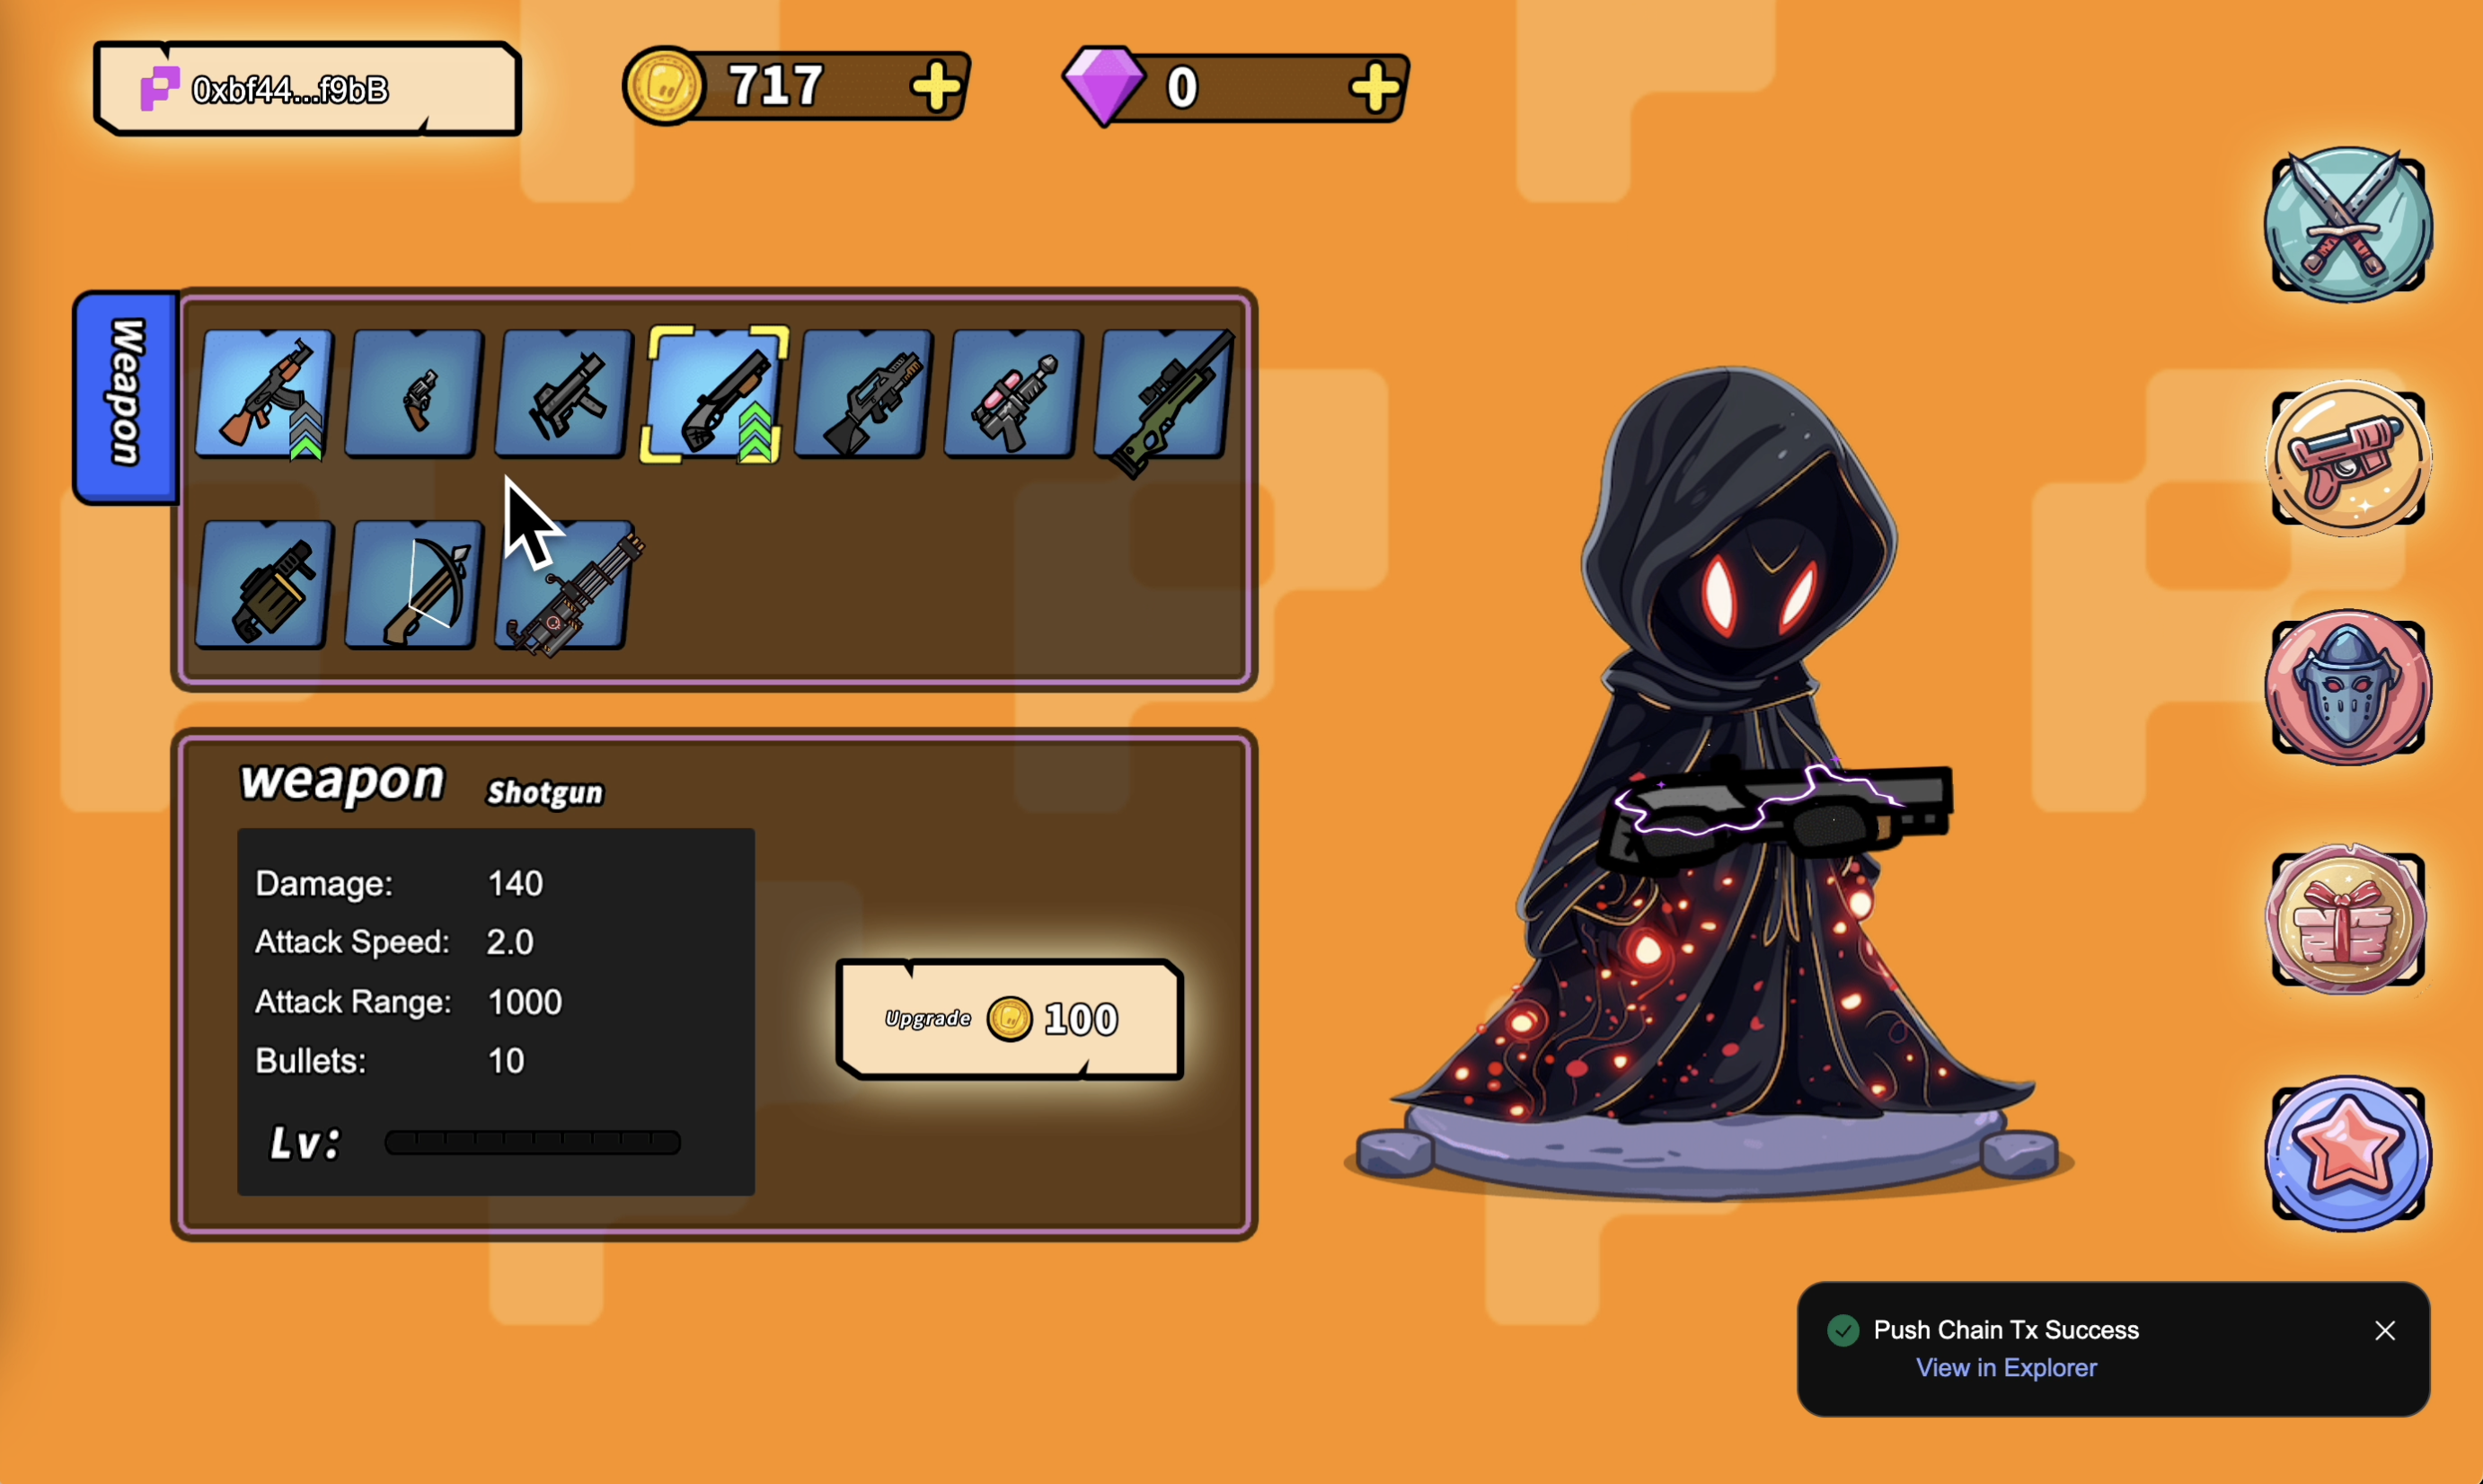 0xbf44...f9bB
717
0
Weapon
weapon Shotgun
Damage: 140
Attack Speed: 2.0
Attack Range: 1000
Bullets: 10
Lv:
Upgrade 100
Push Chain Tx Success
View in Explorer